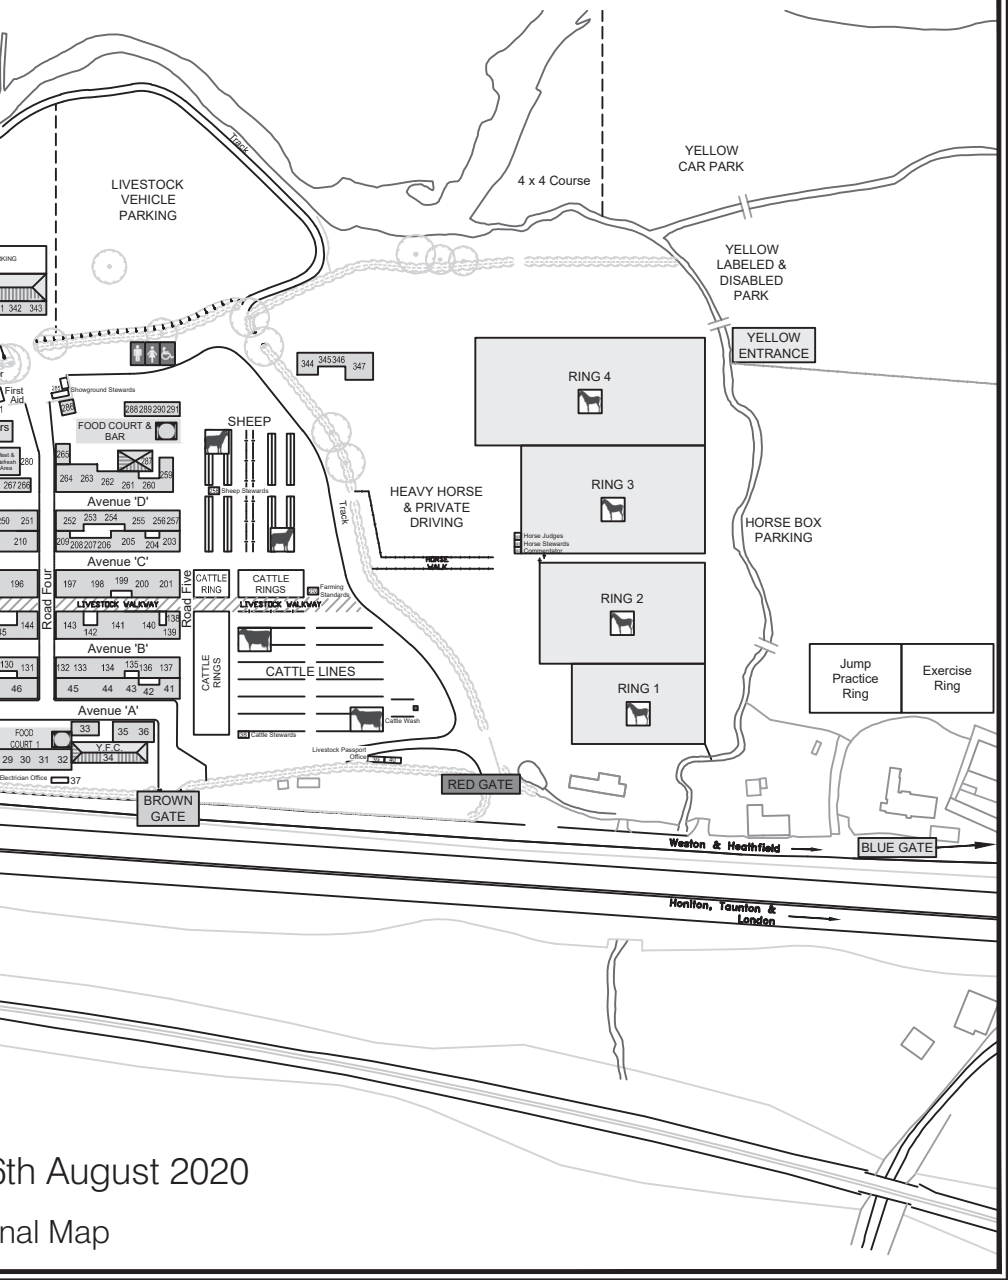 YELLOW
CAR PARK
4 x 4 Course
Track
LIVESTOCK
VEHICLE
PARKING
YELLOW
LABELED &
DISABLED
PARK
KING
342 343
YELLOW
ENTRANCE
344 345 346 347
RING 4
First
Aid
Showground Stewards
286
288 289 290 291
FOOD COURT &
BAR
SHEEP
rs
265
287
280
264 263 262 261 260 259
267 266
Sheep Stewards
Avenue 'D'
HEAVY HORSE
& PRIVATE
DRIVING
Track
RING 3
HORSE BOX
PARKING
250 251
252 253 254 255 256 257
210
209 208 207 206 205 204 203
Horse Judges
Horse Stewards
Commentator
Avenue 'C'
HORSE
WALK
196
197 198 199 200 201
Road Four
Road Five
CATTLE
RING
CATTLE
RINGS
Farming
Standards
LIVESTOCK WALKWAY
LIVESTOCK WALKWAY
RING 2
144
143 142 141 140 138
139
Avenue 'B'
130 131
132 133 134 135 136 137
46
45 44 43 42 41
CATTLE
RINGS
CATTLE LINES
Jump
Practice
Ring
Exercise
Ring
RING 1
Avenue 'A'
Cattle Wash
33 35 36
FOOD
COURT 1
Cattle Stewards
29 30 31 32
Y.F.C.
34
Livestock Passport
Office
Electrician Office
37
RED GATE
BROWN
GATE
Weston & Heathfield
BLUE GATE
Honiton, Taunton &
London
6th August 2020
nal Map